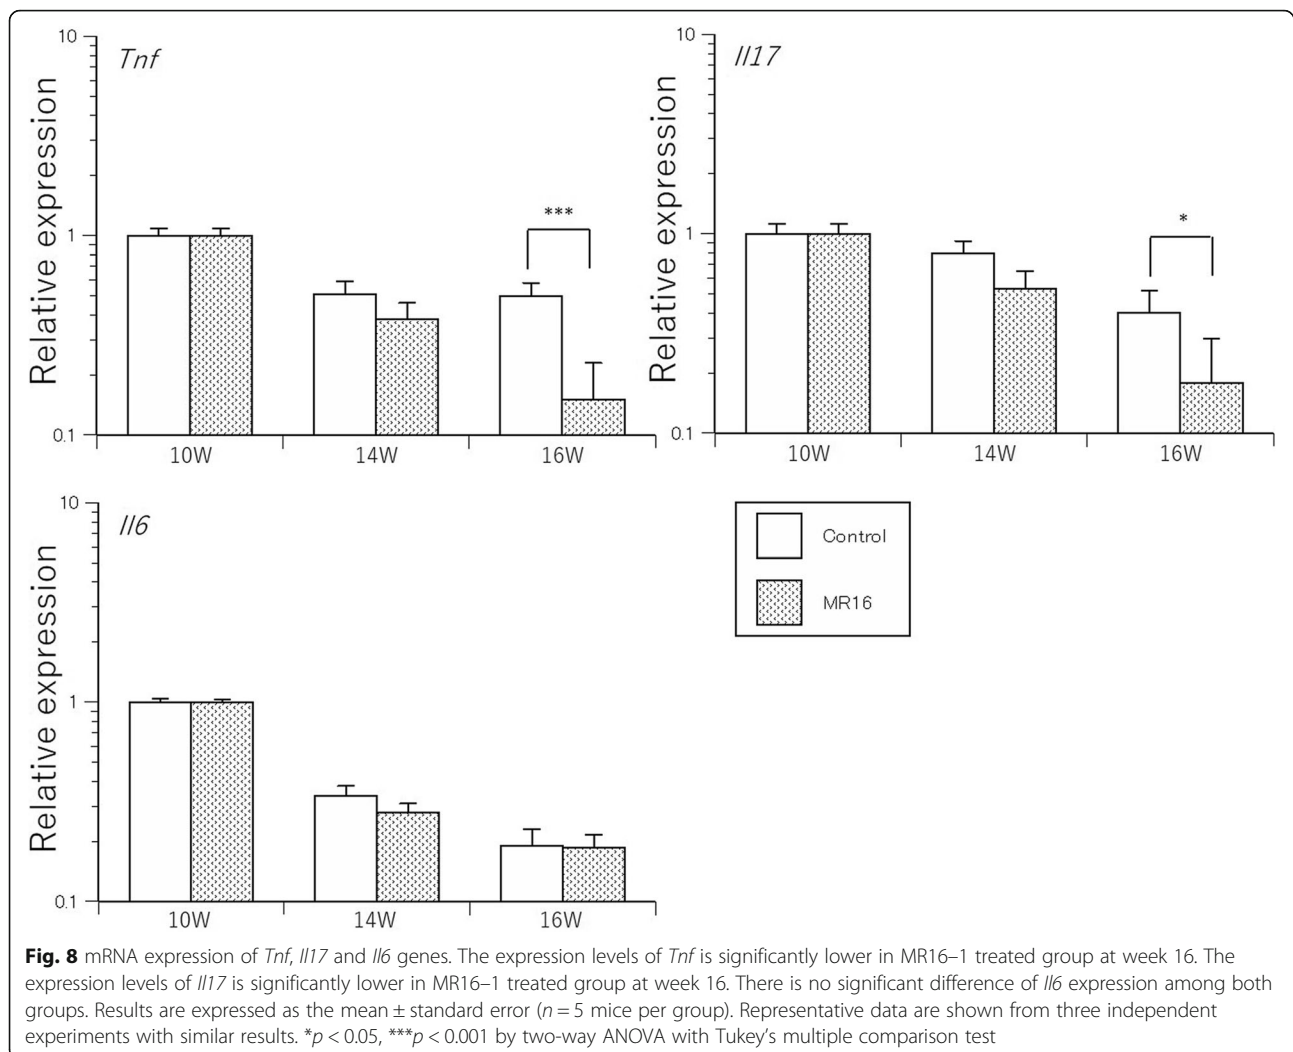 Tnf
Relative expression
10
1
0.1
***
10W
14W
16W
Il17
Relative expression
10
1
0.1
*
10W
14W
16W
Il6
Relative expression
10
1
0.1
10W
14W
16W
Control
MR16
Fig. 8 mRNA expression of Tnf, Il17 and Il6 genes. The expression levels of Tnf is significantly lower in MR16–1 treated group at week 16. The
expression levels of Il17 is significantly lower in MR16–1 treated group at week 16. There is no significant difference of Il6 expression among both
groups. Results are expressed as the mean ± standard error (n = 5 mice per group). Representative data are shown from three independent
experiments with similar results. *p < 0.05, ***p < 0.001 by two-way ANOVA with Tukey’s multiple comparison test